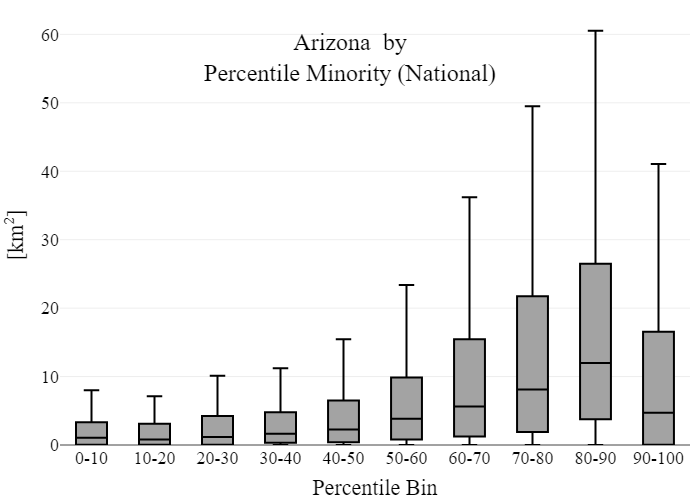 Arizona  by
Percentile Minority (National)
[km²]
60
50
40
30
20
10
0
0-10 10-20 20-30 30-40 40-50 50-60 60-70 70-80 80-90 90-100
Percentile Bin